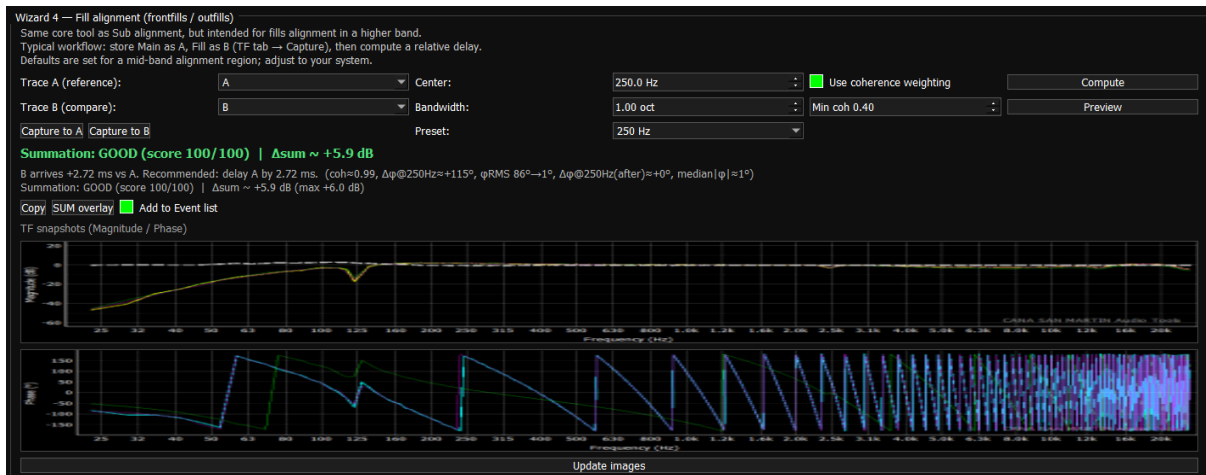 Wizard 4 — Fill alignment (frontfills / outfills)
Same core tool as Sub alignment, but intended for fills alignment in a higher band.
Typical workflow: store Main as A, Fill as B (TF tab → Capture), then compute a relative delay.
Defaults are set for a mid-band alignment region; adjust to your system.
Trace A (reference): A Center: 250.0 Hz Use coherence weighting Compute
Trace B (compare): B Bandwidth: 1.00 oct Min coh 0.40 Preview
Capture to A Capture to B Preset: 250 Hz
Summation: GOOD (score 100/100) | Δsum ~ +5.9 dB
B arrives +2.72 ms vs A. Recommended: delay A by 2.72 ms. (coh≈0.99, Δφ@250Hz≈+115°, φRMS 86°→1°, Δφ@250Hz(after)≈+0°, median|φ|≈1°)
Summation: GOOD (score 100/100) | Δsum ~ +5.9 dB (max +6.0 dB)
Copy SUM overlay Add to Event list
TF snapshots (Magnitude / Phase)
20
0
-20
-40
-60
Magnitude (dB)
CANA SAN MARTIN Audio Tools
25 32 40 50 63 80 100 125 160 200 250 315 400 500 630 800 1.0k 1.2k 1.6k 2.0k 2.5k 3.1k 4.0k 5.0k 6.3k 8.0k 10k 12k 16k 20k
Frequency (Hz)
150
100
50
0
-50
-100
-150
Phase (°)
25 32 40 50 63 80 100 125 160 200 250 315 400 500 630 800 1.0k 1.2k 1.6k 2.0k 2.5k 3.1k 4.0k 5.0k 6.3k 8.0k 10k 12k 16k 20k
Frequency (Hz)
Update images